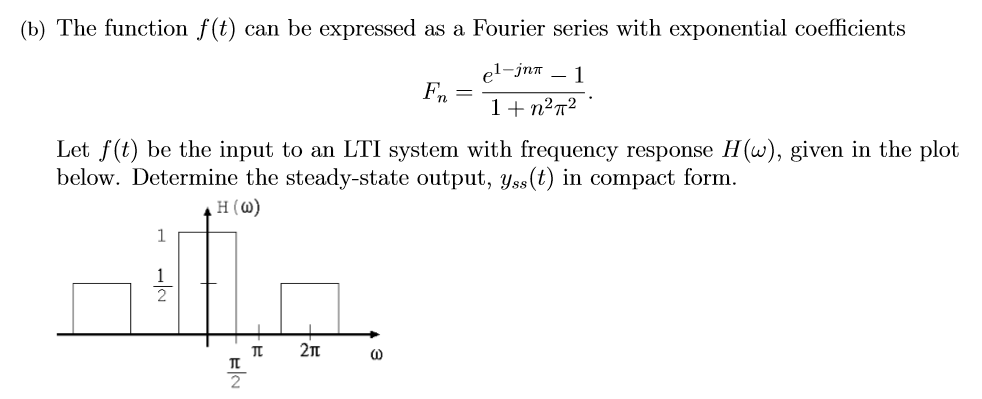 (b) The function f(t) can be expressed as a Fourier series with exponential coefficients
F_n = (e^{1−jnπ} − 1) / (1 + n²π²).
Let f(t) be the input to an LTI system with frequency response H(ω), given in the plot
below. Determine the steady-state output, y_{ss}(t) in compact form.
H(ω)
1
1/2
π 2π ω
π/2